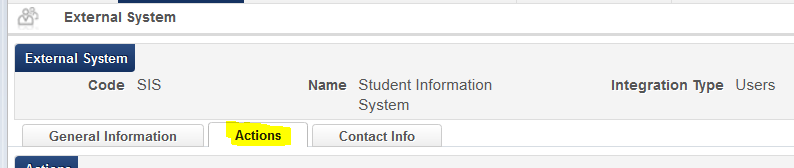 External System
External System
Code SIS Name Student Information System Integration Type Users
General Information Actions Contact Info
Actions